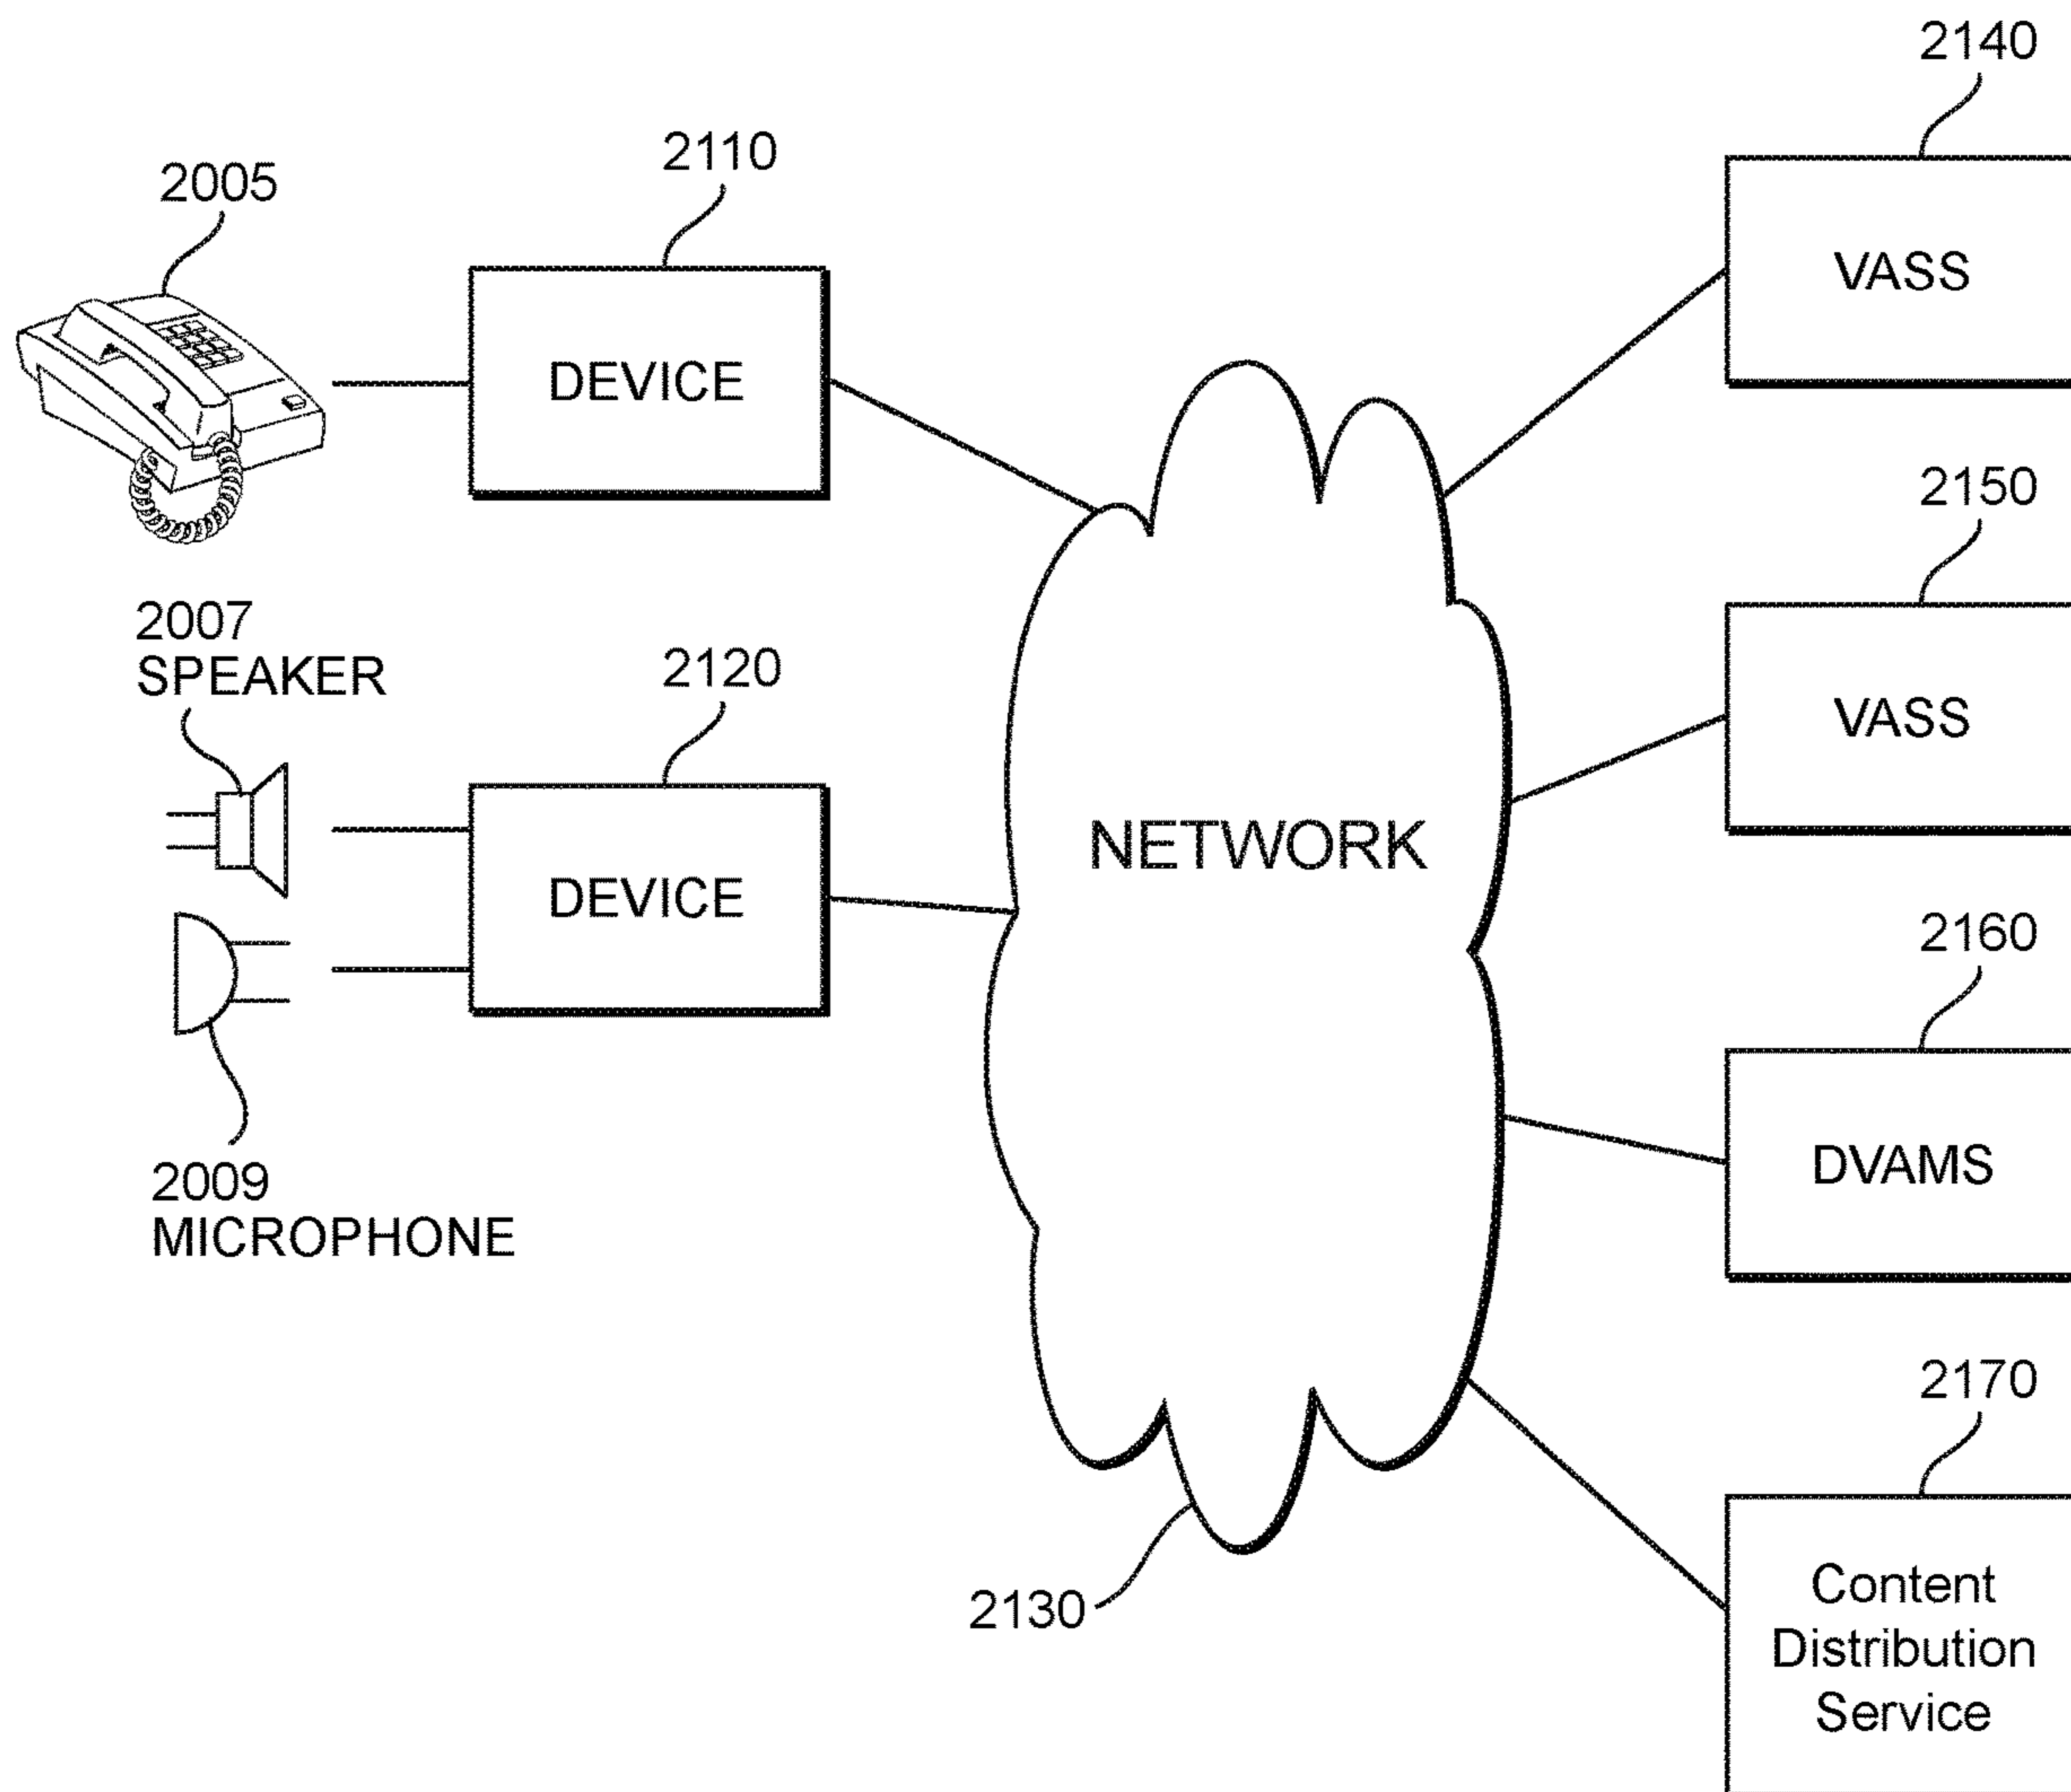 2140
2110
2005
VASS
DEVICE
2150
2007
SPEAKER
2120
VASS
NETWORK
DEVICE
2160
2009
MICROPHONE
DVAMS
2170
2130
Content
Distribution
Service